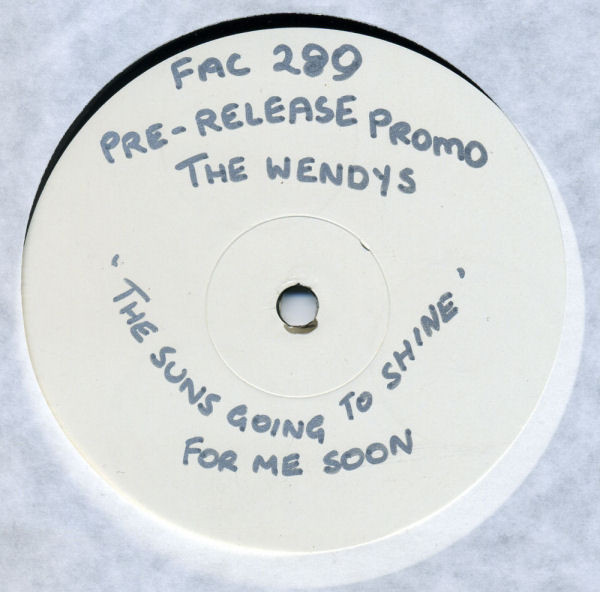 FAC 289
PRE-RELEASE PROMO
THE WENDYS
'THE SUNS GOING TO SHINE'
FOR ME SOON